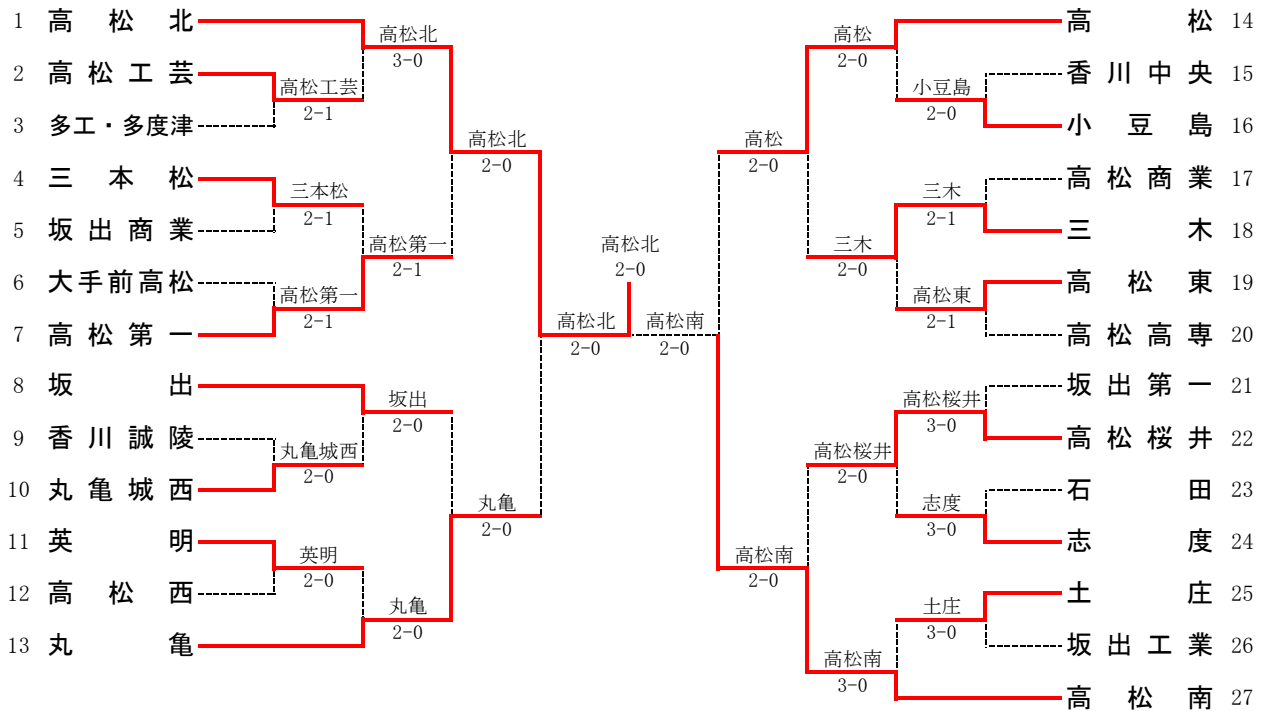 1 高松北
2 高松工芸
3 多工・多度津
4 三本松
5 坂出商業
6 大手前高松
7 高松第一
8 坂出
9 香川誠陵
10 丸亀城西
11 英明
12 高松西
13 丸亀
高松工芸
2-1
三本松
2-1
高松第一
2-1
丸亀城西
2-0
英明
2-0
高松北
3-0
高松第一
2-1
坂出
2-0
丸亀
2-0
高松北
2-0
丸亀
2-0
高松北
2-0
高松北
2-0
高松南
2-0
高松
2-0
高松南
2-0
高松
2-0
三木
2-0
高松桜井
2-0
高松南
3-0
小豆島
2-0
三木
2-1
高松東
2-1
高松桜井
3-0
志度
3-0
土庄
3-0
高松 14
香川中央 15
小豆島 16
高松商業 17
三木 18
高松東 19
高松高専 20
坂出第一 21
高松桜井 22
石田 23
志度 24
土庄 25
坂出工業 26
高松南 27